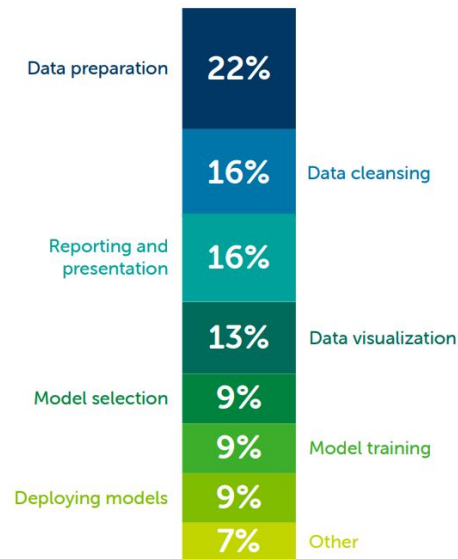 Data preparation
22%
16%
Data cleansing
Reporting and
presentation
16%
13%
Data visualization
Model selection
9%
9%
Model training
Deploying models
9%
7%
Other